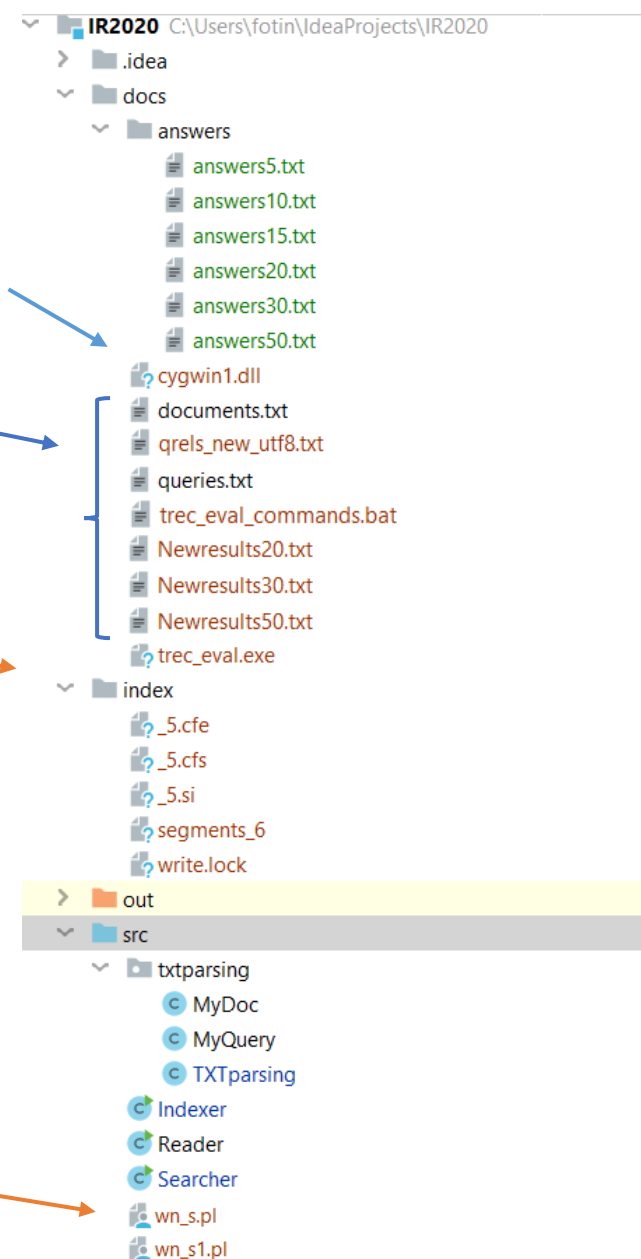 IR2020 C:\Users\fotin\IdeaProjects\IR2020
.idea
docs
answers
answers5.txt
answers10.txt
answers15.txt
answers20.txt
answers30.txt
answers50.txt
cygwin1.dll
documents.txt
qrels_new_utf8.txt
queries.txt
trec_eval_commands.bat
Newresults20.txt
Newresults30.txt
Newresults50.txt
trec_eval.exe
index
_5.cfe
_5.cfs
_5.si
segments_6
write.lock
out
src
txtparsing
C MyDoc
C MyQuery
C TXTparsing
C Indexer
C Reader
C Searcher
wn_s.pl
wn_s1.pl